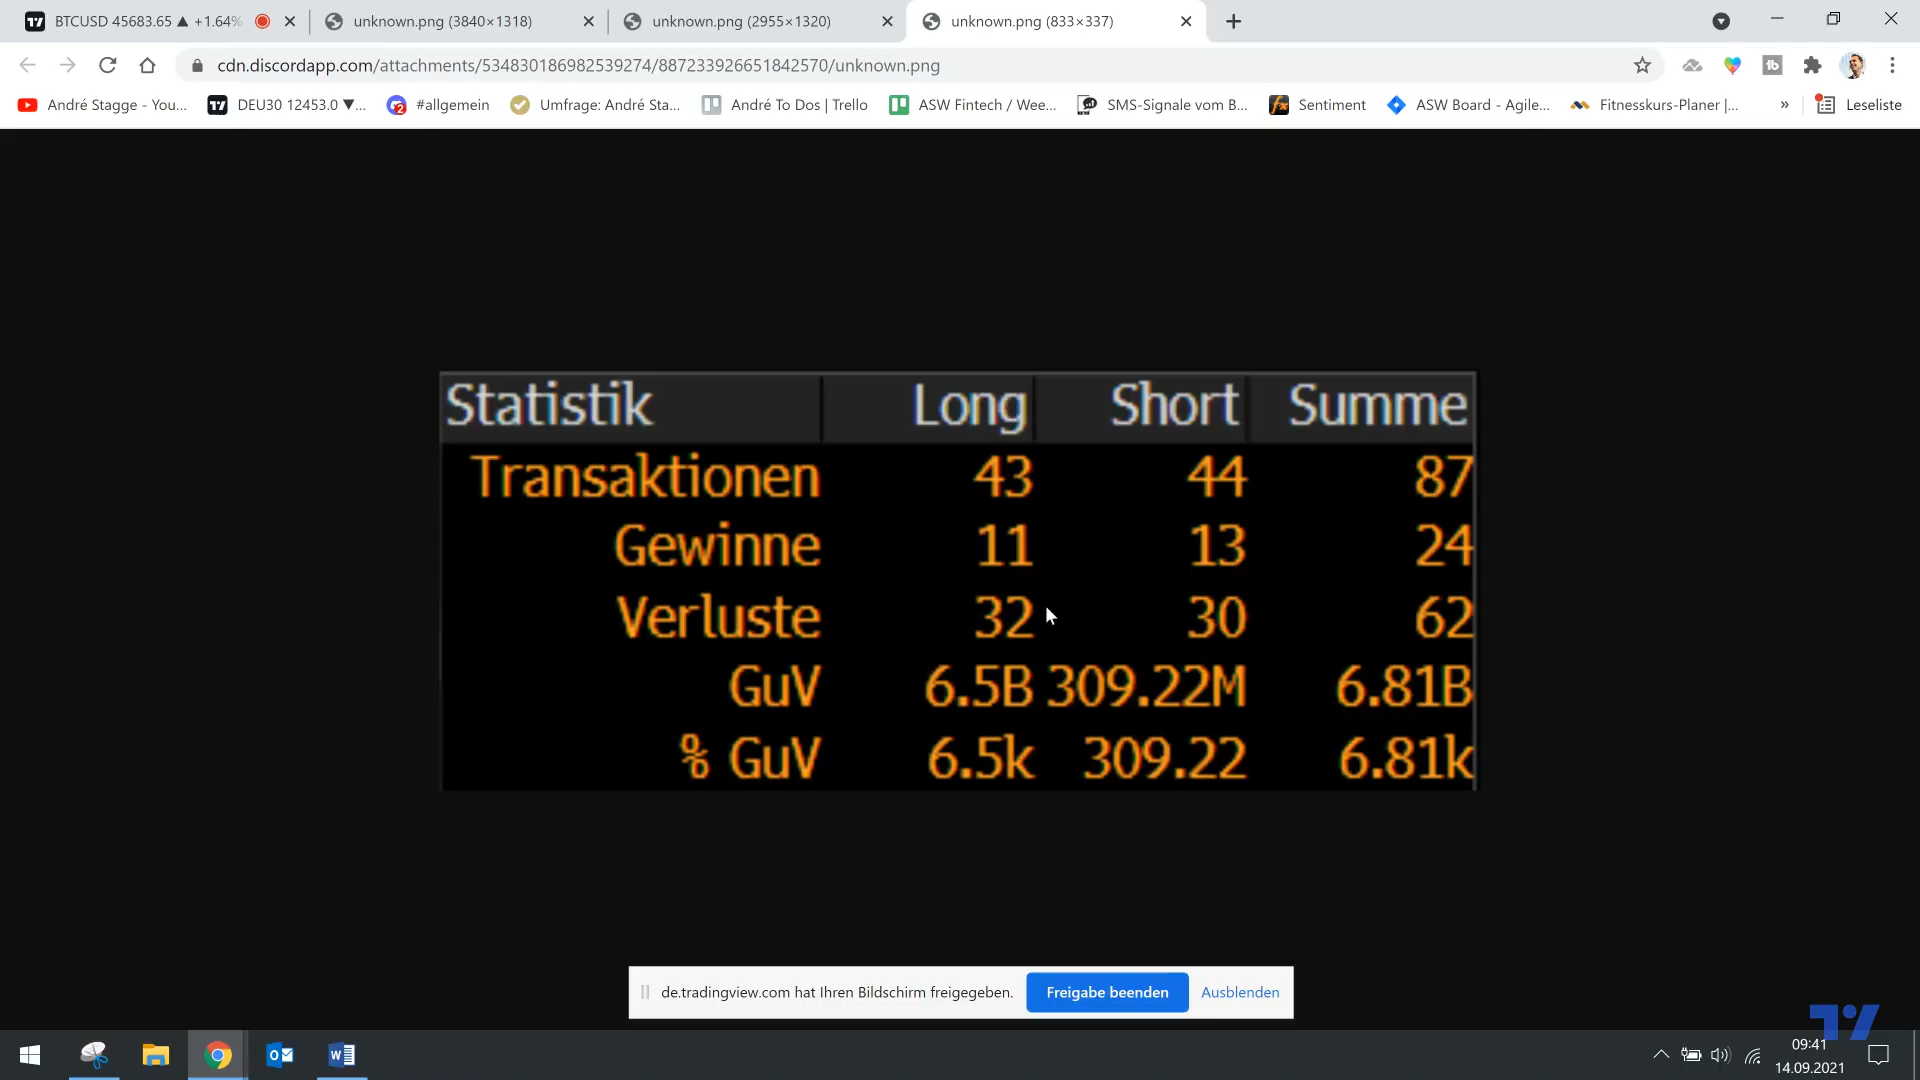 BTCUSD 45683.65 ▲ +1.64%
unknown.png (3840×1318)
unknown.png (2955×1320)
unknown.png (833×337)
cdn.discordapp.com/attachments/534830186982539274/887233926651842570/unknown.png
André Stagge - You...
DEU30 12453.0 ▼...
#allgemein
Umfrage: André Sta...
André To Dos | Trello
ASW Fintech / Wee...
SMS-Signale vom B...
Sentiment
ASW Board - Agile...
Fitnesskurs-Planer |...
»
Leseliste
Statistik Long Short Summe
Transaktionen 43 44 87
Gewinne 11 13 24
Verluste 32 30 62
GuV 6.5B 309.22M 6.81B
% GuV 6.5k 309.22 6.81k
de.tradingview.com hat Ihren Bildschirm freigegeben. Freigabe beenden Ausblenden
09:41
14.09.2021